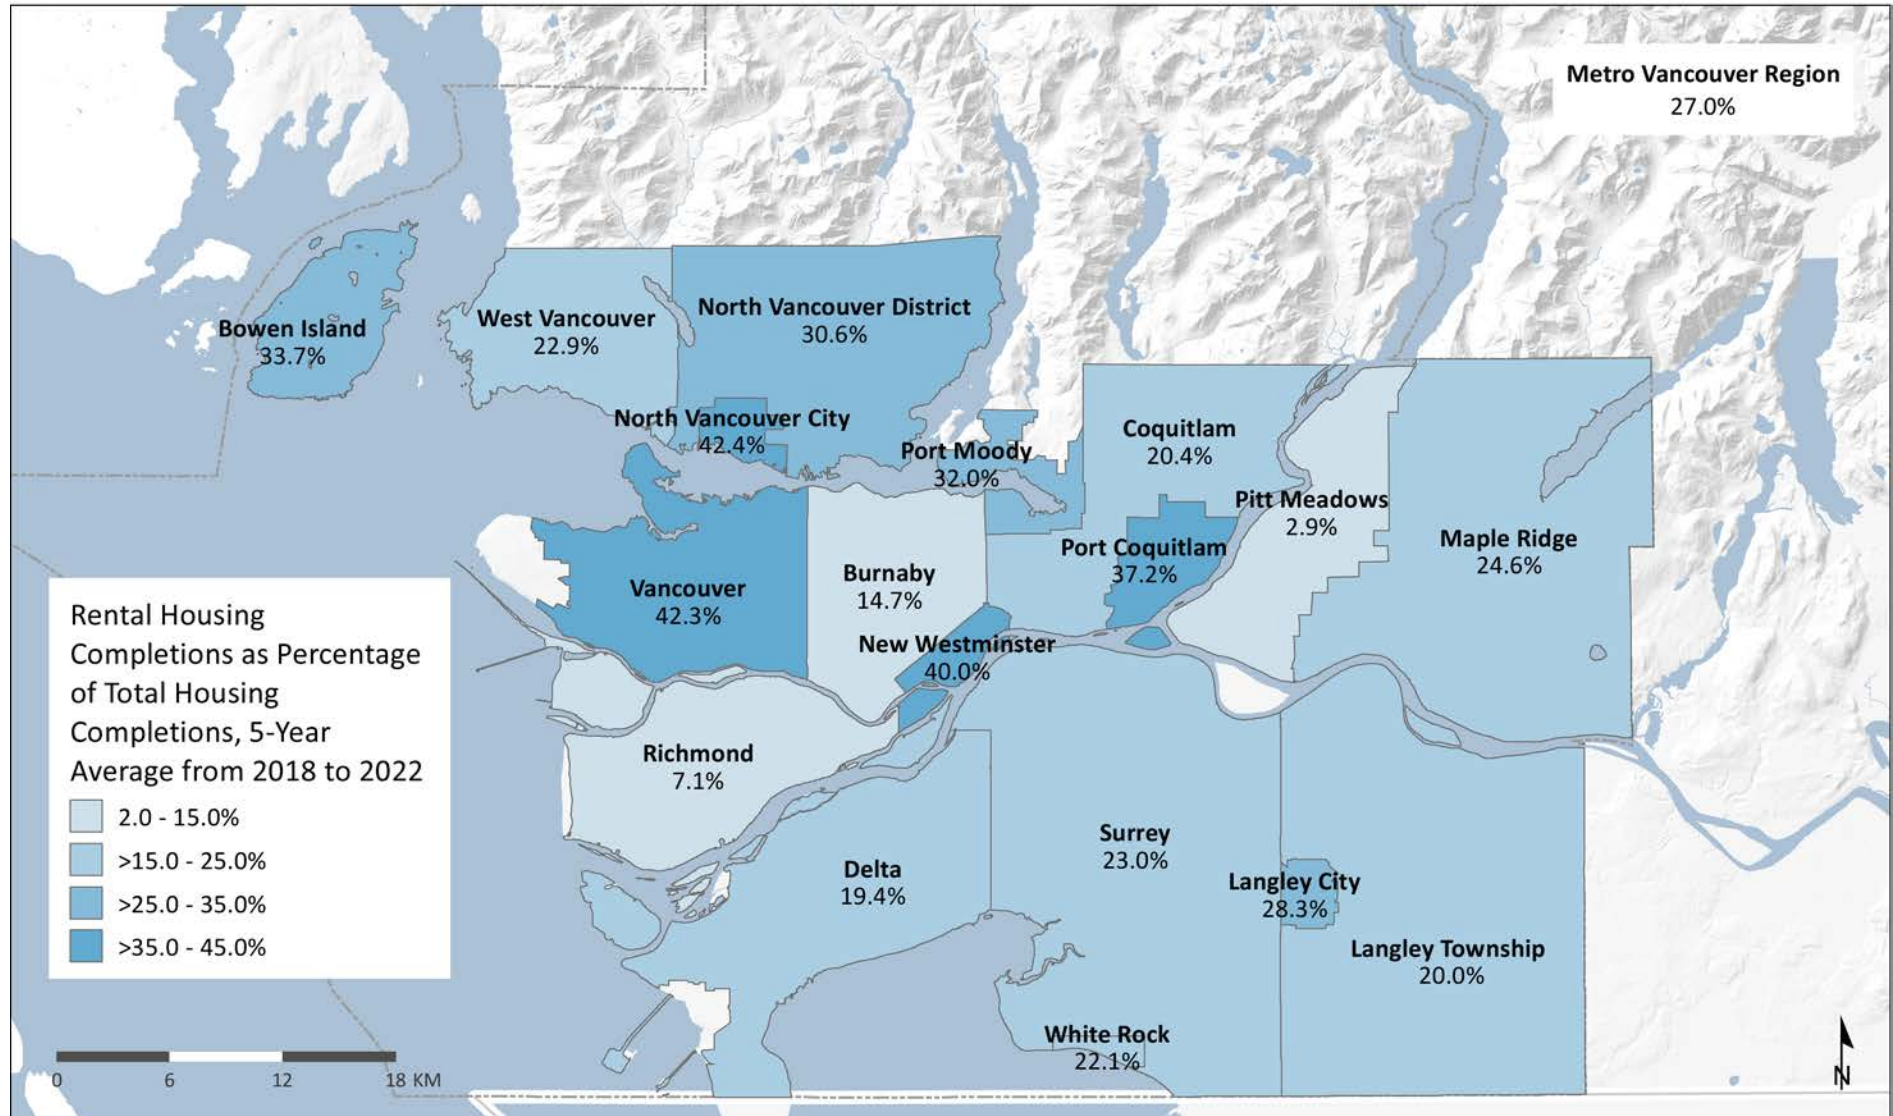 Metro Vancouver Region
27.0%
Bowen Island
33.7%
West Vancouver
22.9%
North Vancouver District
30.6%
North Vancouver City
42.4%
Port Moody
32.0%
Coquitlam
20.4%
Pitt Meadows
2.9%
Maple Ridge
24.6%
Port Coquitlam
37.2%
Vancouver
42.3%
Burnaby
14.7%
New Westminster
40.0%
Richmond
7.1%
Delta
19.4%
Surrey
23.0%
Langley City
28.3%
Langley Township
20.0%
White Rock
22.1%
Rental Housing
Completions as Percentage
of Total Housing
Completions, 5-Year
Average from 2018 to 2022
2.0 - 15.0%
>15.0 - 25.0%
>25.0 - 35.0%
>35.0 - 45.0%
0 6 12 18 KM
N